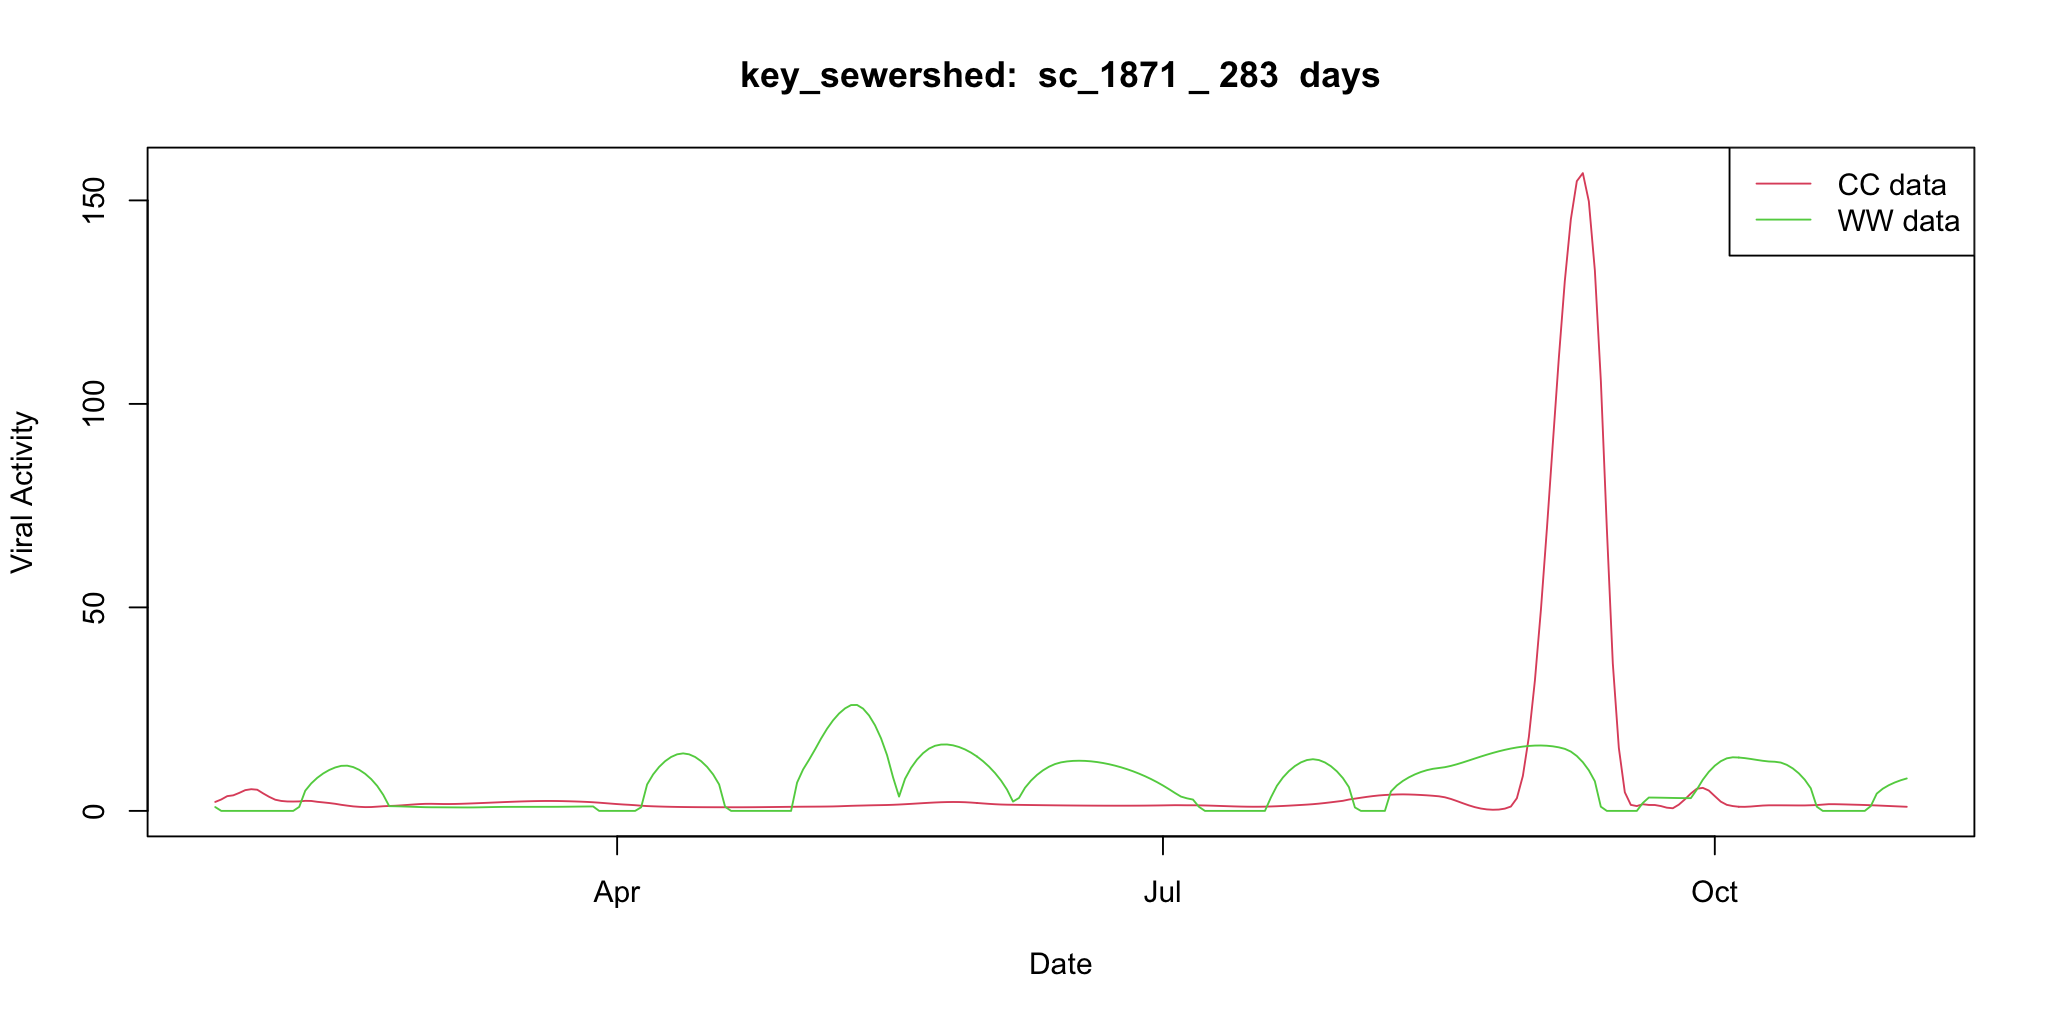 key_sewershed:  sc_1871 _ 283  days
CC data
WW data
150
100
50
0
Viral Activity
Apr
Jul
Oct
Date